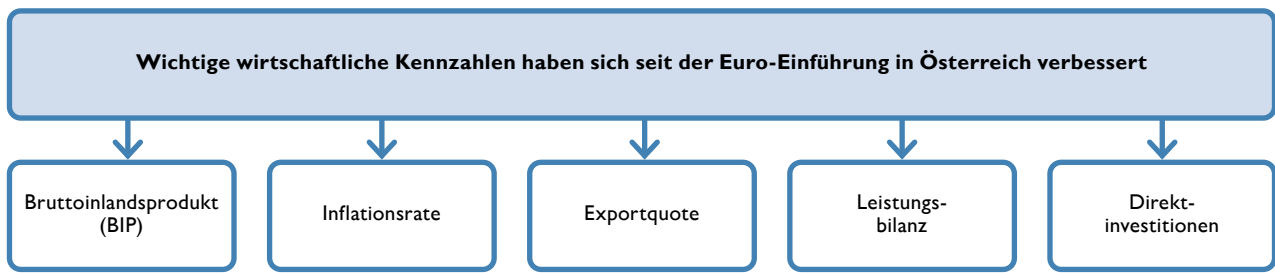 Wichtige wirtschaftliche Kennzahlen haben sich seit der Euro-Einführung in Österreich verbessert
Bruttoinlandsprodukt
(BIP)
Inflationsrate
Exportquote
Leistungs-
bilanz
Direkt-
investitionen